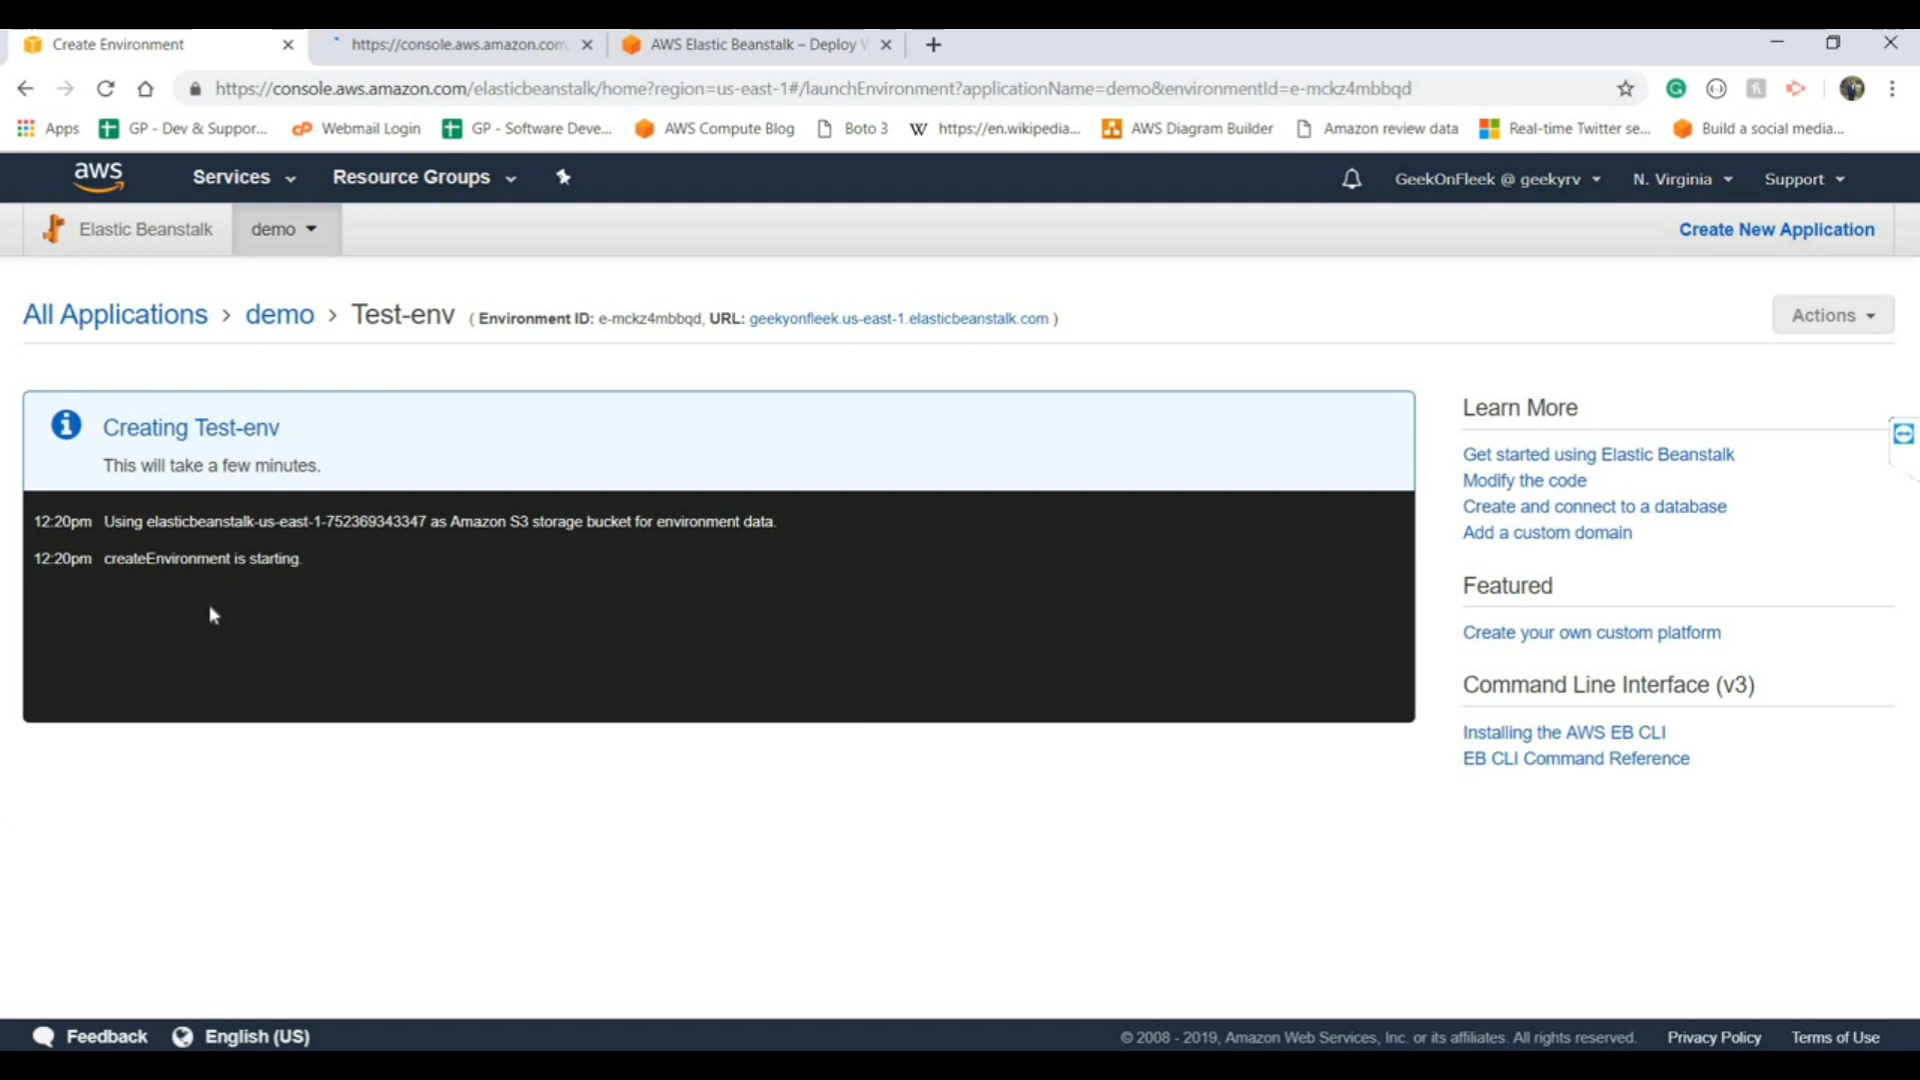 Create Environment
https://console.aws.amazon.com
AWS Elastic Beanstalk – Deploy
https://console.aws.amazon.com/elasticbeanstalk/home?region=us-east-1#/launchEnvironment?applicationName=demo&environmentId=e-mckz4mbbqd
Apps GP - Dev & Suppor... Webmail Login GP - Software Deve... AWS Compute Blog Boto 3 https://en.wikipedia... AWS Diagram Builder Amazon review data Real-time Twitter se... Build a social media...
aws Services Resource Groups GeekOnFleek @ geekyrv N. Virginia Support
Elastic Beanstalk demo Create New Application
All Applications > demo > Test-env ( Environment ID: e-mckz4mbbqd, URL: geekyonfleek.us-east-1.elasticbeanstalk.com )
Actions
Creating Test-env
This will take a few minutes.
12:20pm Using elasticbeanstalk-us-east-1-752369343347 as Amazon S3 storage bucket for environment data.
12:20pm createEnvironment is starting.
Learn More
Get started using Elastic Beanstalk
Modify the code
Create and connect to a database
Add a custom domain
Featured
Create your own custom platform
Command Line Interface (v3)
Installing the AWS EB CLI
EB CLI Command Reference
Feedback English (US) © 2008 - 2019, Amazon Web Services, Inc. or its affiliates. All rights reserved. Privacy Policy Terms of Use